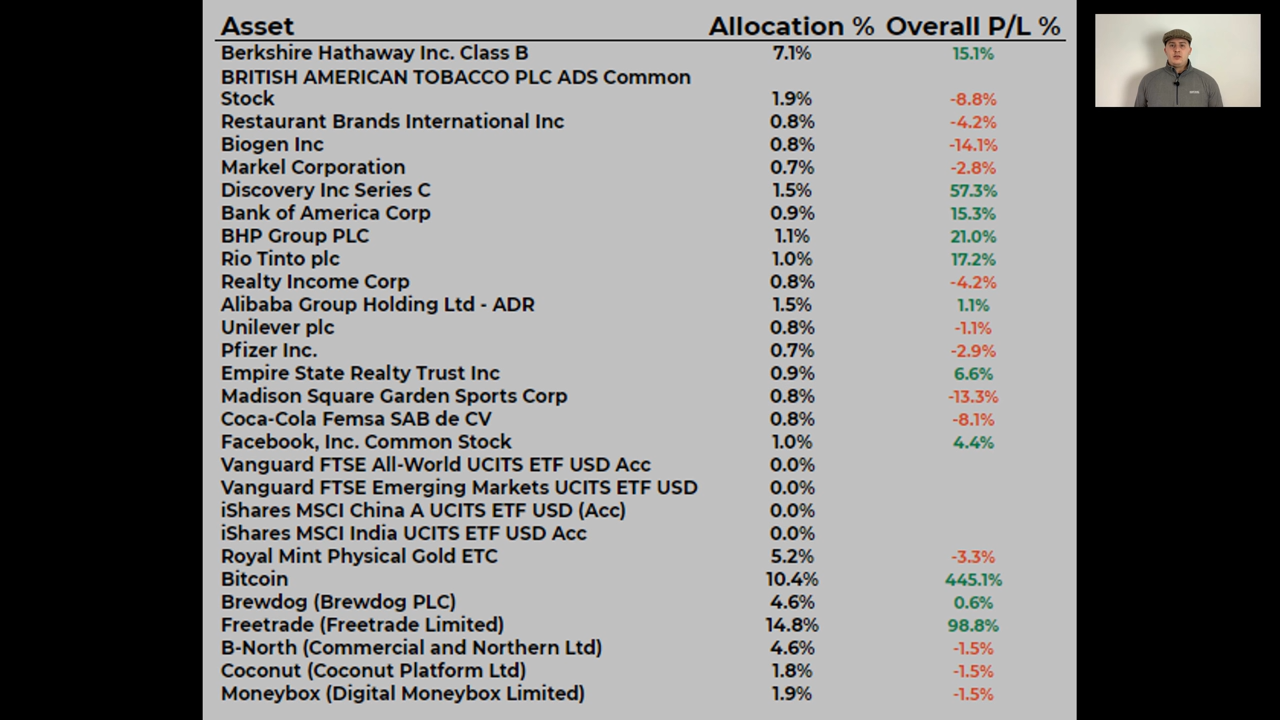 Asset Allocation % Overall P/L %
Berkshire Hathaway Inc. Class B 7.1% 15.1%
BRITISH AMERICAN TOBACCO PLC ADS Common
Stock 1.9% -8.8%
Restaurant Brands International Inc 0.8% -4.2%
Biogen Inc 0.8% -14.1%
Markel Corporation 0.7% -2.8%
Discovery Inc Series C 1.5% 57.3%
Bank of America Corp 0.9% 15.3%
BHP Group PLC 1.1% 21.0%
Rio Tinto plc 1.0% 17.2%
Realty Income Corp 0.8% -4.2%
Alibaba Group Holding Ltd - ADR 1.5% 1.1%
Unilever plc 0.8% -1.1%
Pfizer Inc. 0.7% -2.9%
Empire State Realty Trust Inc 0.9% 6.6%
Madison Square Garden Sports Corp 0.8% -13.3%
Coca-Cola Femsa SAB de CV 0.8% -8.1%
Facebook, Inc. Common Stock 1.0% 4.4%
Vanguard FTSE All-World UCITS ETF USD Acc 0.0%
Vanguard FTSE Emerging Markets UCITS ETF USD 0.0%
iShares MSCI China A UCITS ETF USD (Acc) 0.0%
iShares MSCI India UCITS ETF USD Acc 0.0%
Royal Mint Physical Gold ETC 5.2% -3.3%
Bitcoin 10.4% 445.1%
Brewdog (Brewdog PLC) 4.6% 0.6%
Freetrade (Freetrade Limited) 14.8% 98.8%
B-North (Commercial and Northern Ltd) 4.6% -1.5%
Coconut (Coconut Platform Ltd) 1.8% -1.5%
Moneybox (Digital Moneybox Limited) 1.9% -1.5%